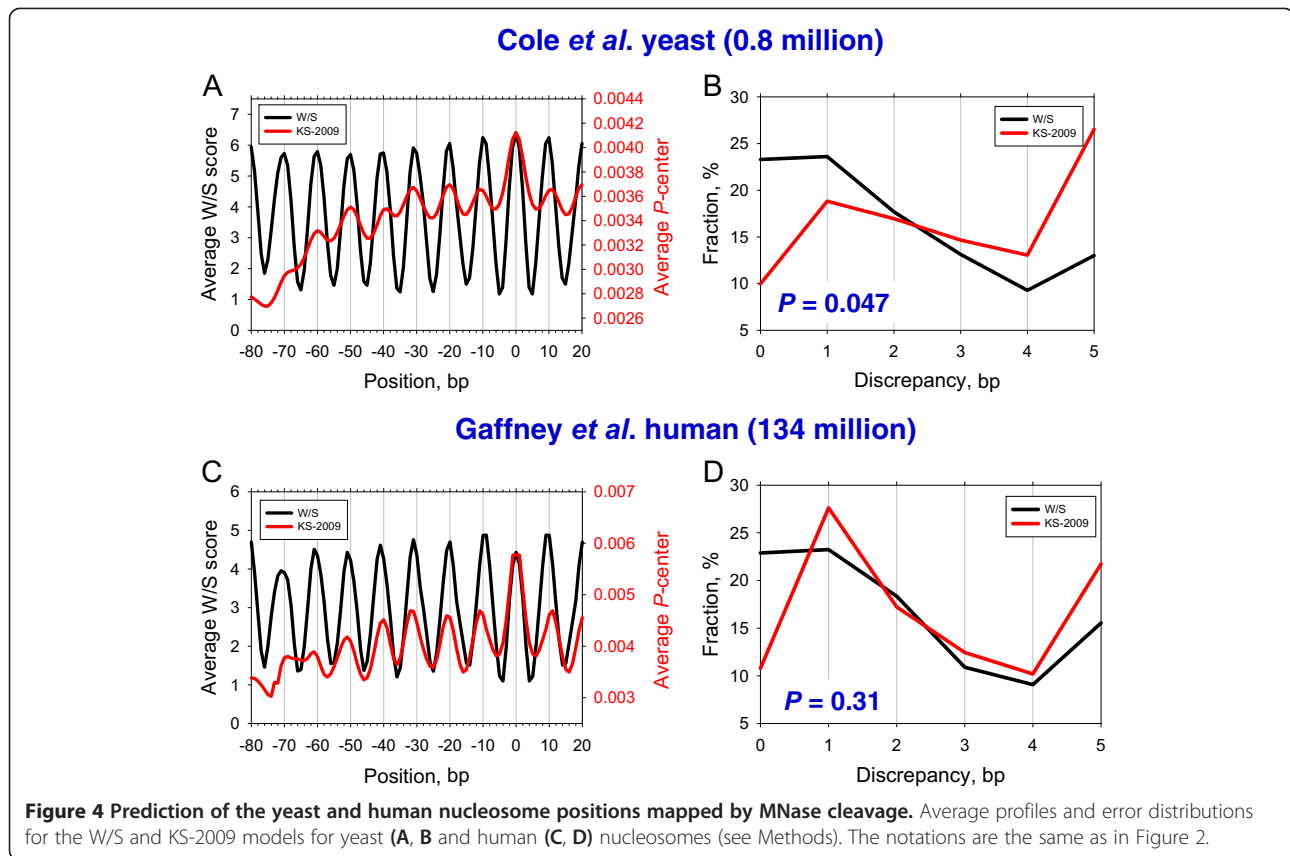 Cole et al. yeast (0.8 million)
A
W/S
KS-2009
Average W/S score
7
6
5
4
3
2
1
0
Average P-center
0.0044
0.0042
0.0040
0.0038
0.0036
0.0034
0.0032
0.0030
0.0028
0.0026
-80 -70 -60 -50 -40 -30 -20 -10 0 10 20
Position, bp
B
W/S
KS-2009
Fraction, %
30
25
20
15
10
5
P = 0.047
0 1 2 3 4 5
Discrepancy, bp
Gaffney et al. human (134 million)
C
W/S
KS-2009
Average W/S score
6
5
4
3
2
1
0
Average P-center
0.007
0.006
0.005
0.004
0.003
-80 -70 -60 -50 -40 -30 -20 -10 0 10 20
Position, bp
D
W/S
KS-2009
Fraction, %
30
25
20
15
10
5
P = 0.31
0 1 2 3 4 5
Discrepancy, bp
Figure 4 Prediction of the yeast and human nucleosome positions mapped by MNase cleavage. Average profiles and error distributions
for the W/S and KS-2009 models for yeast (A, B and human (C, D) nucleosomes (see Methods). The notations are the same as in Figure 2.